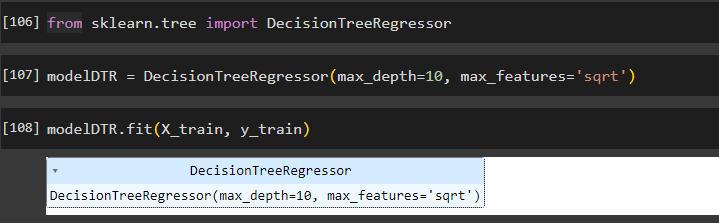 [106] from sklearn.tree import DecisionTreeRegressor
[107] modelDTR = DecisionTreeRegressor(max_depth=10, max_features='sqrt')
[108] modelDTR.fit(X_train, y_train)
DecisionTreeRegressor
DecisionTreeRegressor(max_depth=10, max_features='sqrt')